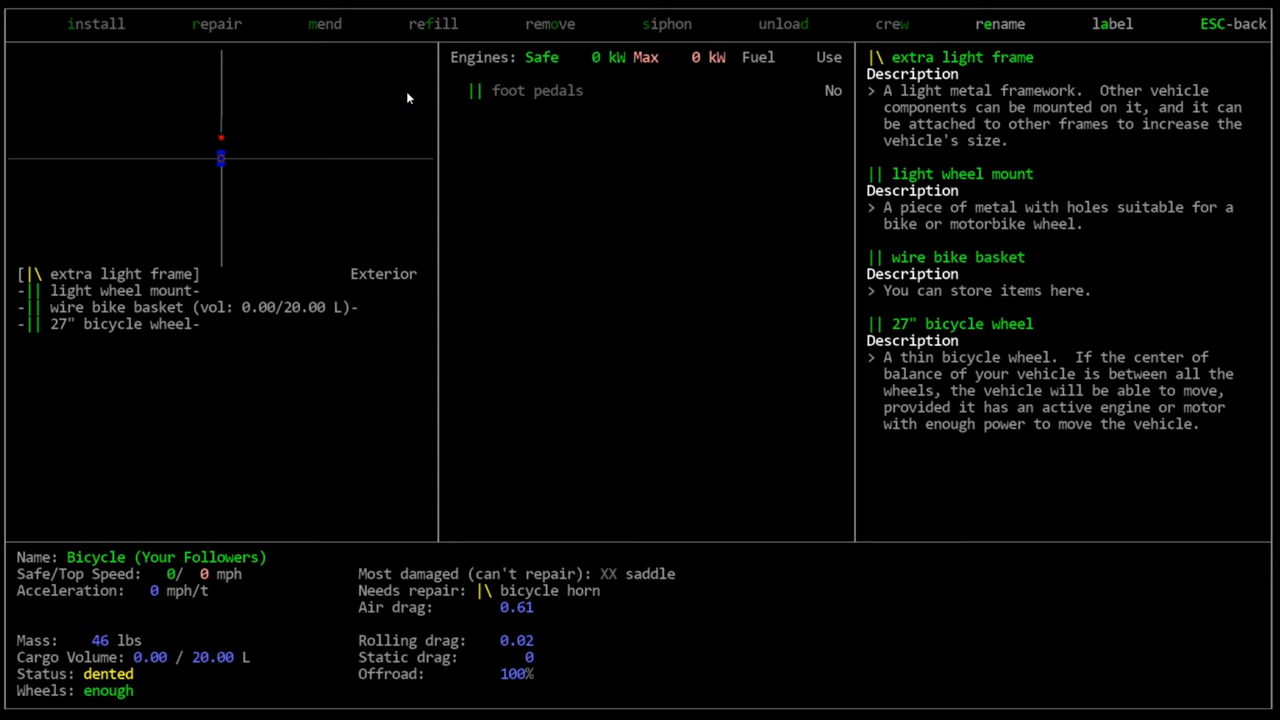 install repair mend refill remove siphon unload crew rename label ESC-back
Engines: Safe 0 kW Max 0 kW Fuel Use
|| foot pedals No
[|\ extra light frame] Exterior
-|| light wheel mount-
-|| wire bike basket (vol: 0.00/20.00 L)-
-|| 27" bicycle wheel-
|\ extra light frame
Description
> A light metal framework. Other vehicle
components can be mounted on it, and it can
be attached to other frames to increase the
vehicle's size.
|| light wheel mount
Description
> A piece of metal with holes suitable for a
bike or motorbike wheel.
|| wire bike basket
Description
> You can store items here.
|| 27" bicycle wheel
Description
> A thin bicycle wheel. If the center of
balance of your vehicle is between all the
wheels, the vehicle will be able to move,
provided it has an active engine or motor
with enough power to move the vehicle.
Name: Bicycle (Your Followers)
Safe/Top Speed: 0/ 0 mph
Acceleration: 0 mph/t
Mass: 46 lbs
Cargo Volume: 0.00 / 20.00 L
Status: dented
Wheels: enough
Most damaged (can't repair): XX saddle
Needs repair: |\ bicycle horn
Air drag: 0.61
Rolling drag: 0.02
Static drag: 0
Offroad: 100%